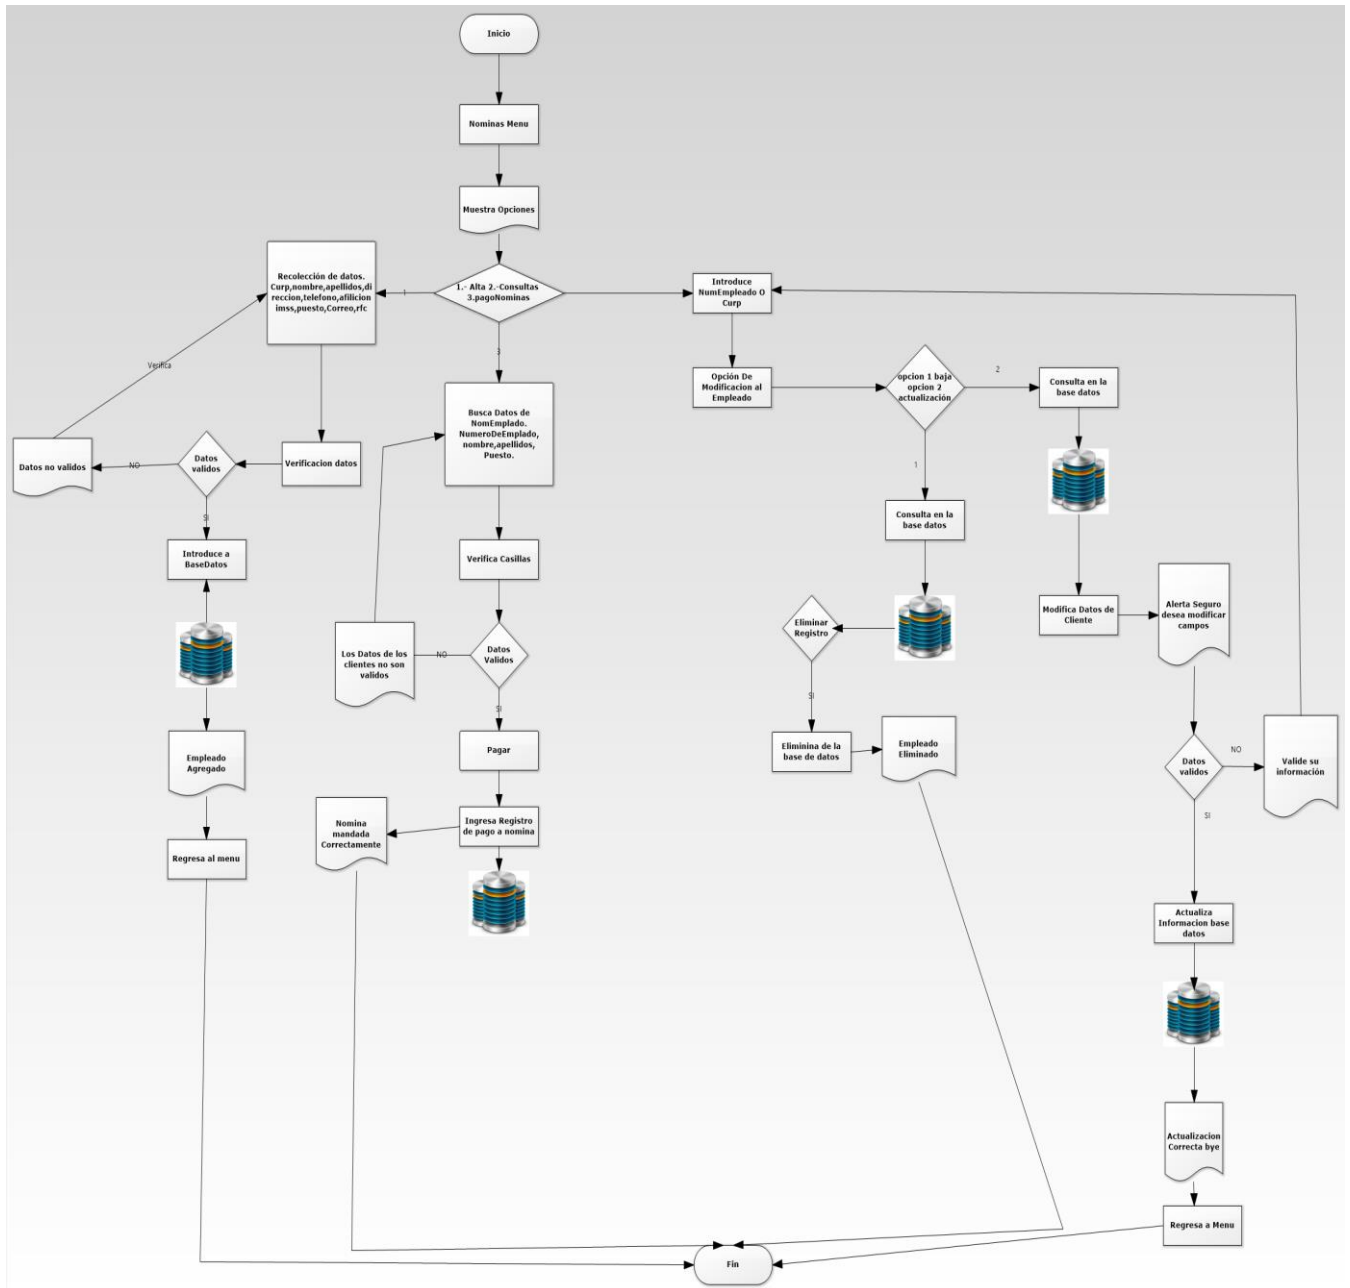 Inicio
Nominas Menu
Muestra Opciones
1.- Alta 2.-Consultas
3.pagoNominas
1
3
Recolección de datos.
Curp,nombre,apellidos,di
reccion,telefono,afilicion
imss,puesto,Correo,rfc
Verifica
Verificacion datos
Datos
validos
NO
Datos no validos
SI
Introduce a
BaseDatos
Empleado
Agregado
Regresa al menu
Busca Datos de
NomEmplado.
NumeroDeEmplado,
nombre,apellidos,
Puesto.
Verifica Casillas
Datos
Validos
NO
Los Datos de los
clientes no son
validos
SI
Pagar
Ingresa Registro
de pago a nomina
Nomina
mandada
Correctamente
Introduce
NumEmpleado O
Curp
Opción De
Modificacion al
Empleado
opcion 1 baja
opcion 2
actualización
1
2
Consulta en la
base datos
Eliminar
Registro
SI
Eliminina de la
base de datos
Empleado
Eliminado
Consulta en la
base datos
Modifica Datos de
Cliente
Alerta Seguro
desea modificar
campos
Datos
validos
NO
Valide su
información
SI
Actualiza
Informacion base
datos
Actualizacion
Correcta bye
Regresa a Menu
Fin